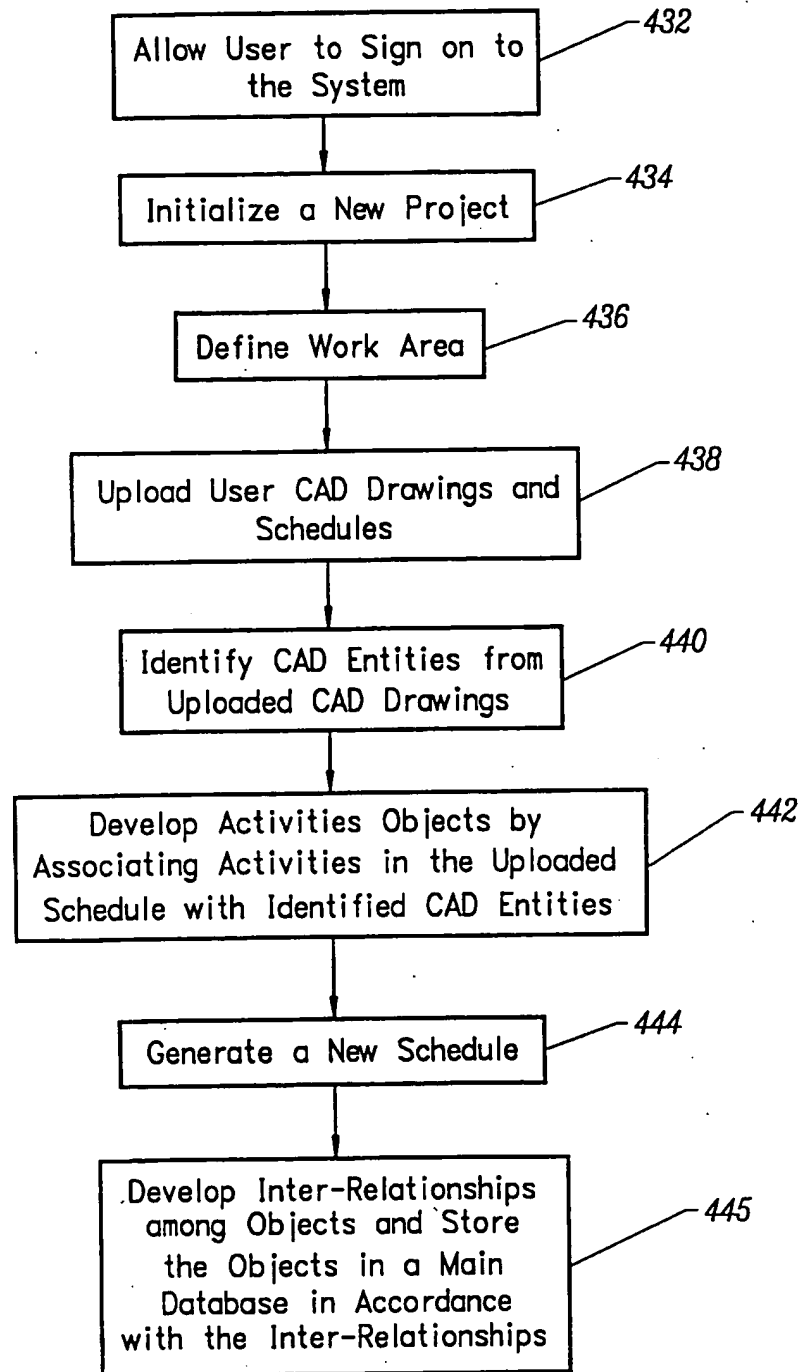 Allow User to Sign on to
the System
432
Initialize a New Project
434
Define Work Area
436
Upload User CAD Drawings and
Schedules
438
Identify CAD Entities from
Uploaded CAD Drawings
440
Develop Activities Objects by
Associating Activities in the Uploaded
Schedule with Identified CAD Entities
442
Generate a New Schedule
444
Develop Inter-Relationships
among Objects and Store
the Objects in a Main
Database in Accordance
with the Inter-Relationships
445